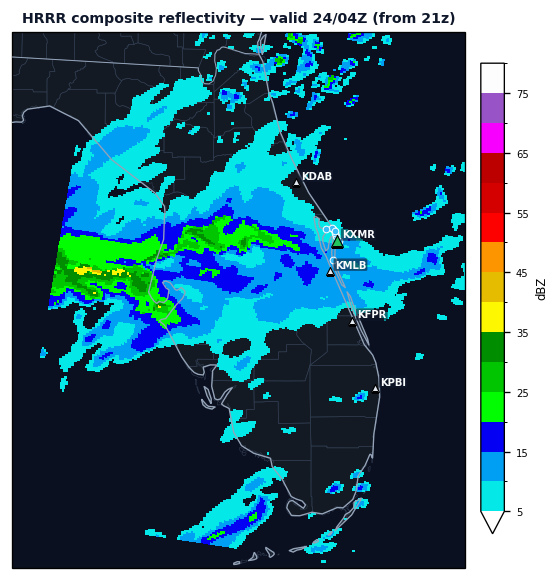 HRRR composite reflectivity — valid 24/04Z (from 21z)
KDAB
KXMR
KMLB
KFPR
KPBI
75
65
55
45
35
25
15
5
dBZ